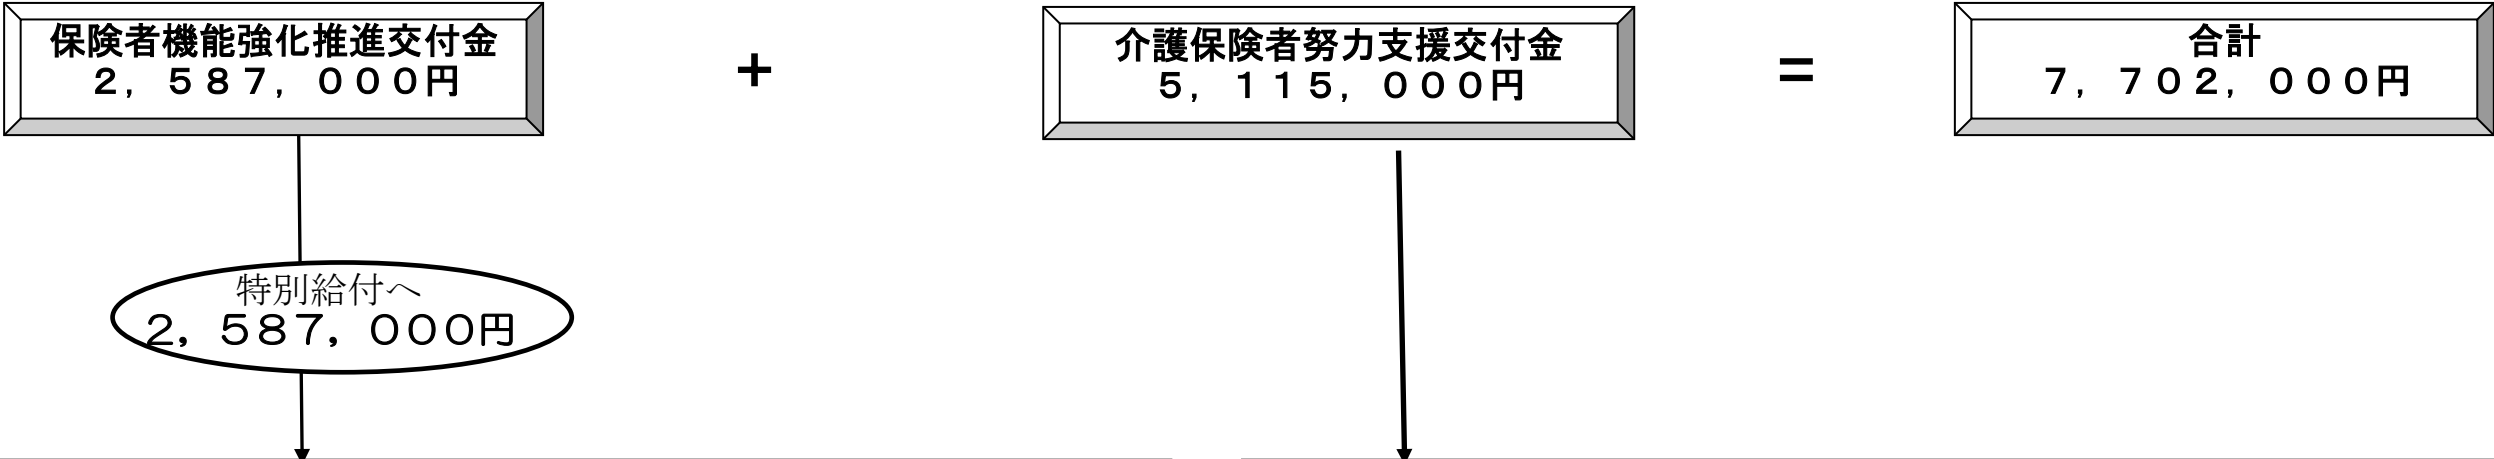 保険者機能強化推進交付金
２，５８７，０００円
＋
介護保険者努力支援交付金
５，１１５，０００円
＝
合計
７，７０２，０００円
特別給付へ
２，５８７，０００円